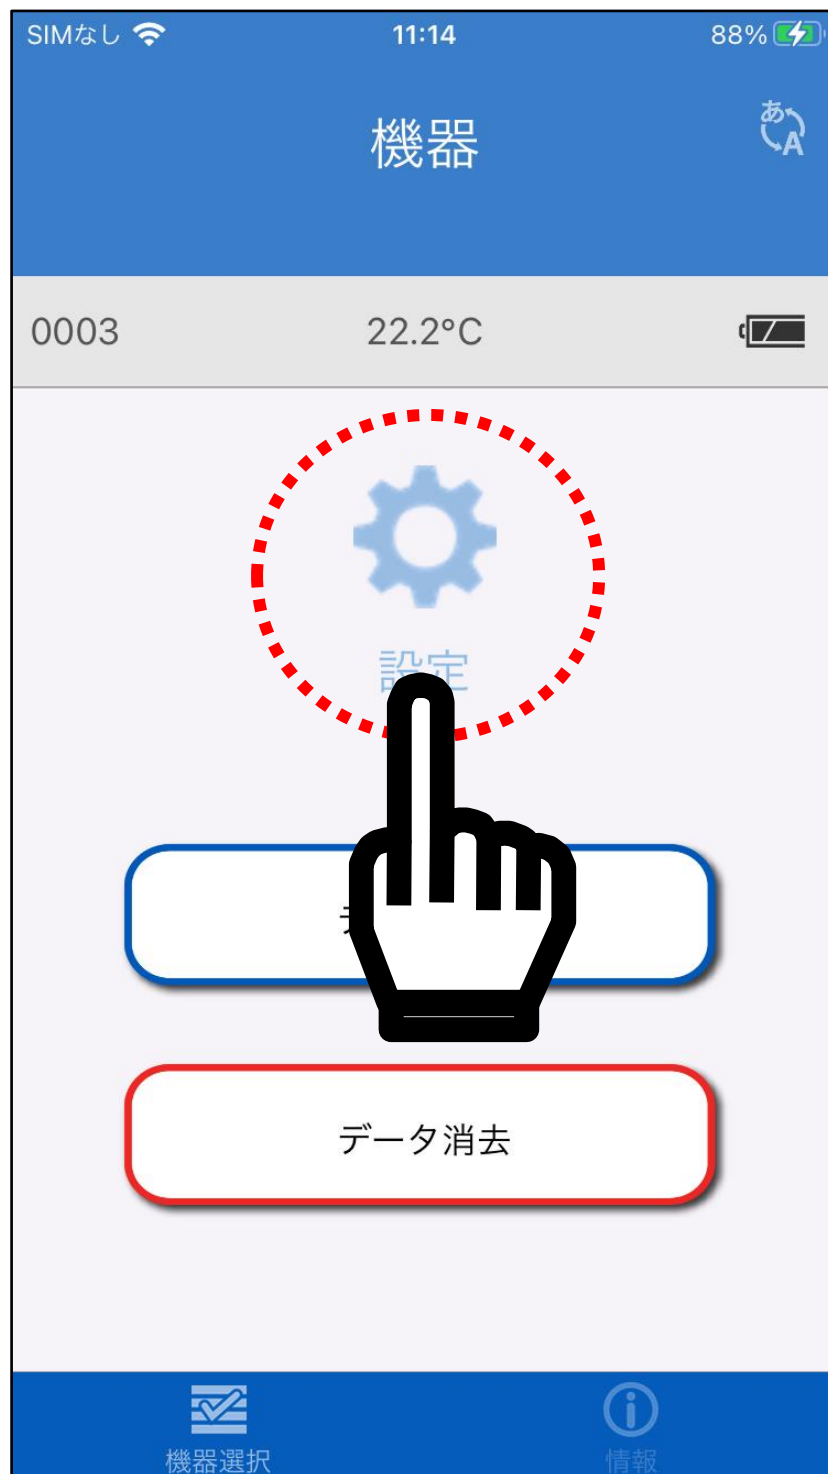 SIMなし 11:14 88%
機器
あ A
0003 22.2°C
設定
データ消去
機器選択 情報